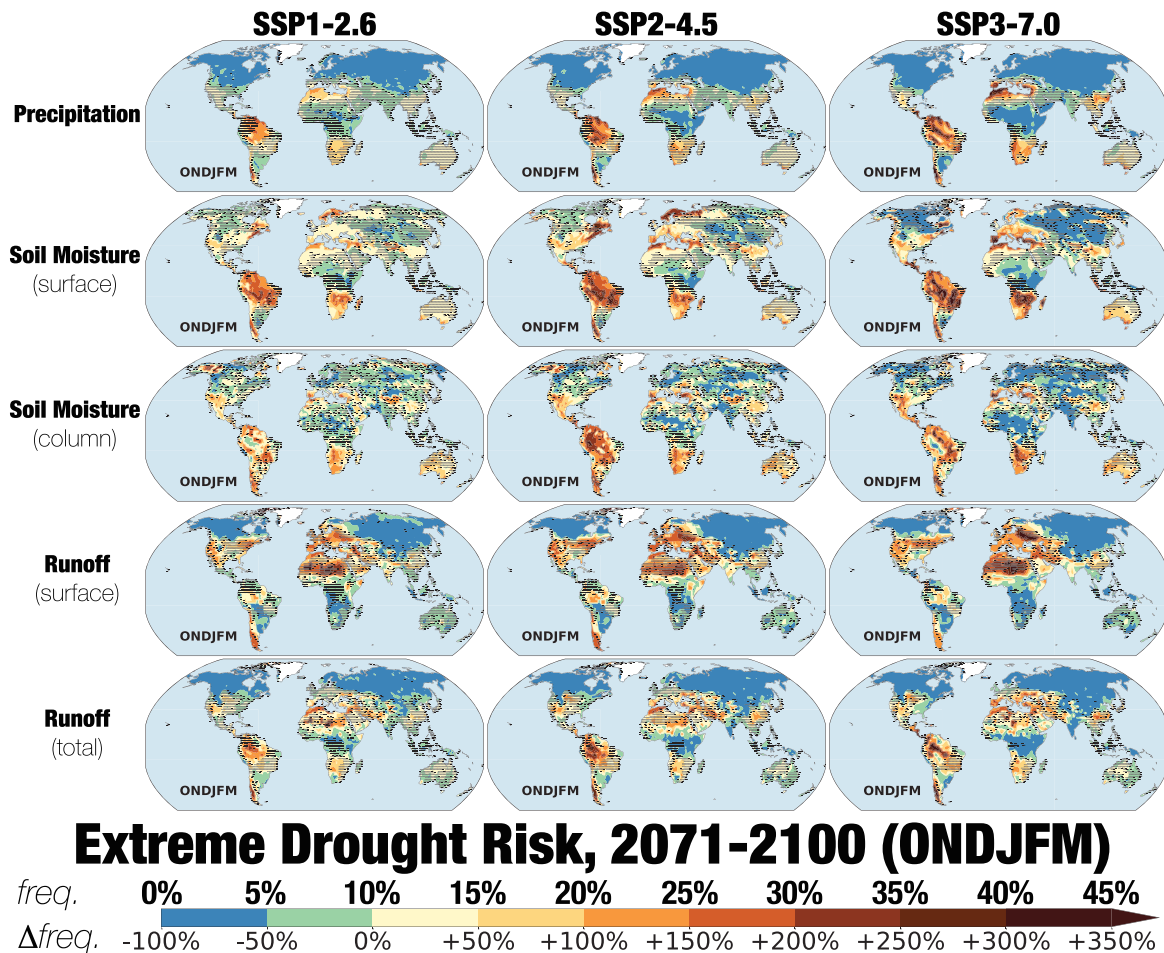 SSP1-2.6 SSP2-4.5 SSP3-7.0
Precipitation
ONDJFM ONDJFM ONDJFM
Soil Moisture
(surface)
ONDJFM ONDJFM ONDJFM
Soil Moisture
(column)
ONDJFM ONDJFM ONDJFM
Runoff
(surface)
ONDJFM ONDJFM ONDJFM
Runoff
(total)
ONDJFM ONDJFM ONDJFM
Extreme Drought Risk, 2071-2100 (ONDJFM)
freq. 0% 5% 10% 15% 20% 25% 30% 35% 40% 45%
Δfreq. -100% -50% 0% +50% +100% +150% +200% +250% +300% +350%